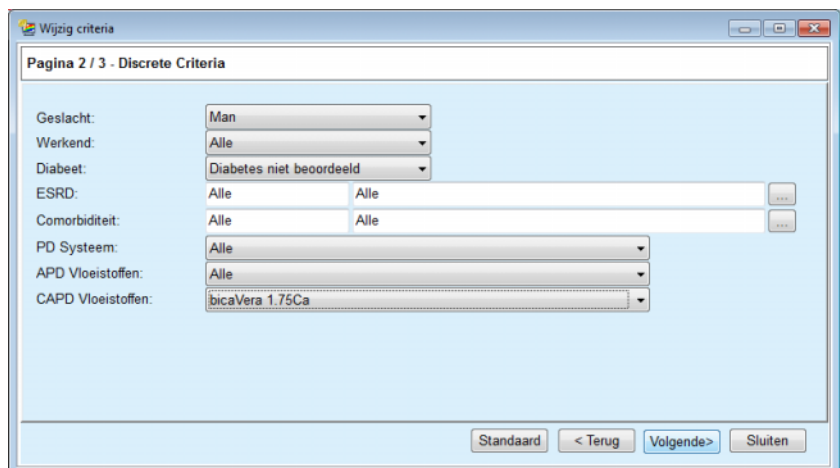 Wijzig criteria
Pagina 2 / 3 - Discrete Criteria
Geslacht: Man
Werkend: Alle
Diabeet: Diabetes niet beoordeeld
ESRD: Alle Alle ...
Comorbiditeit: Alle Alle ...
PD Systeem: Alle
APD Vloeistoffen: Alle
CAPD Vloeistoffen: bicaVera 1.75Ca
Standaard < Terug Volgende> Sluiten